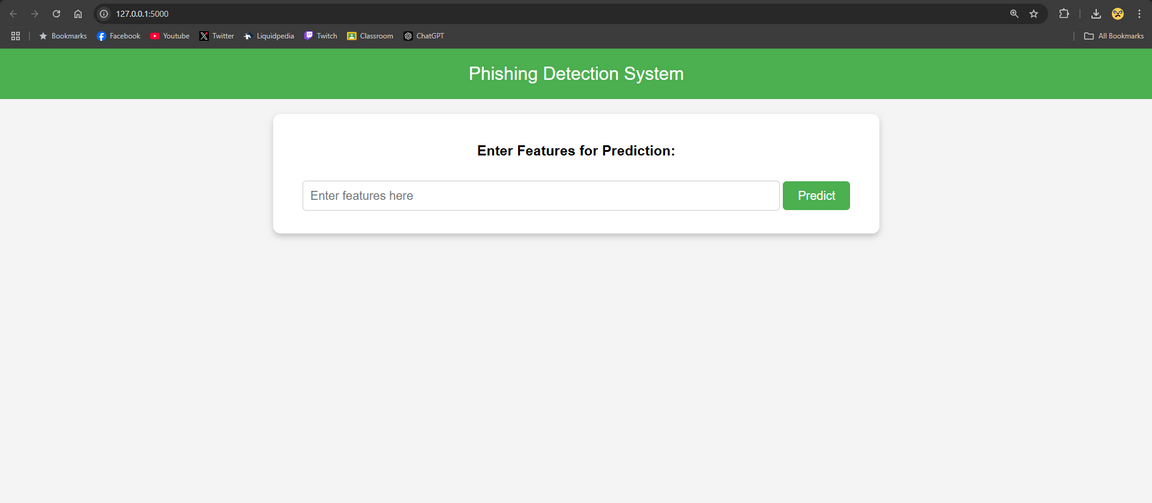 127.0.0.1:5000
Bookmarks Facebook Youtube Twitter Liquidpedia Twitch Classroom ChatGPT All Bookmarks
Phishing Detection System
Enter Features for Prediction:
Enter features here Predict